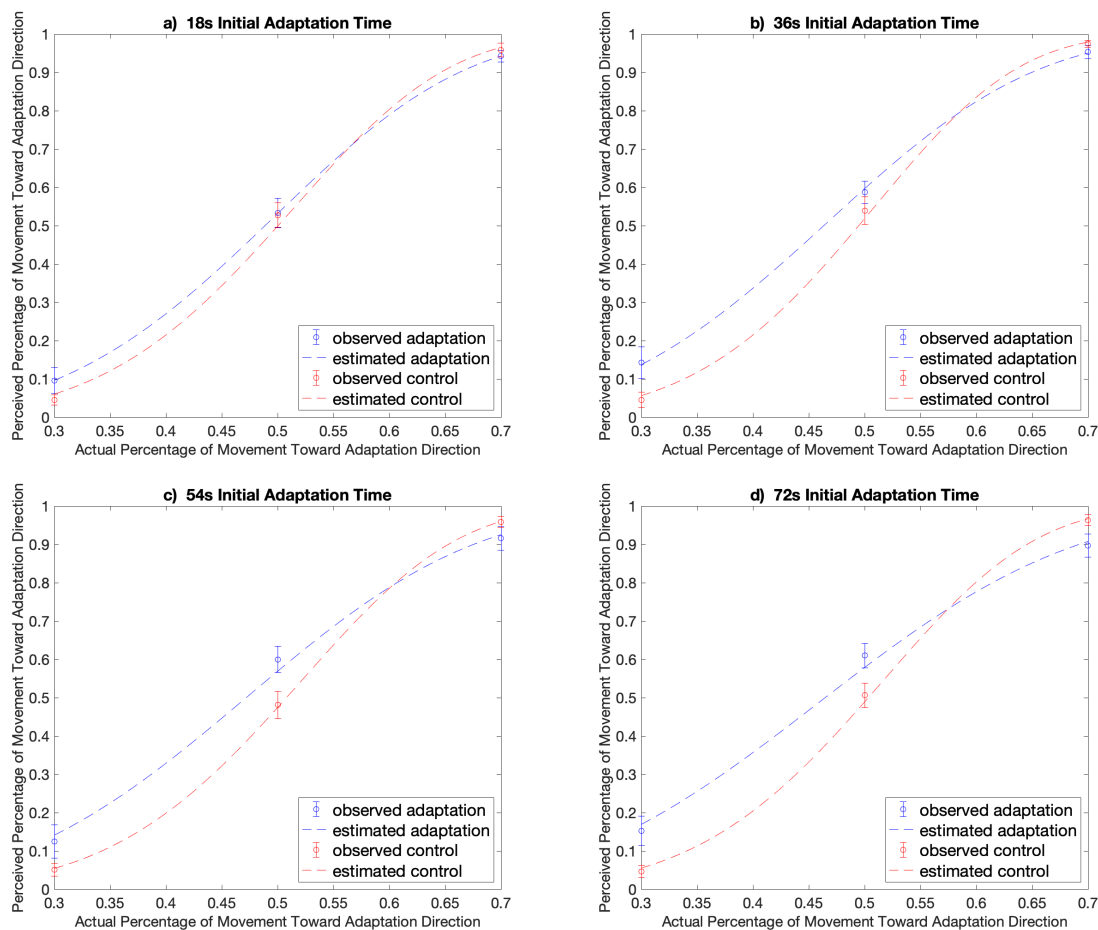 a)  18s Initial Adaptation Time
Perceived Percentage of Movement Toward Adaptation Direction
1
0.9
0.8
0.7
0.6
0.5
0.4
0.3
0.2
0.1
0
observed adaptation
estimated adaptation
observed control
estimated control
0.3 0.35 0.4 0.45 0.5 0.55 0.6 0.65 0.7
Actual Percentage of Movement Toward Adaptation Direction
b)  36s Initial Adaptation Time
Perceived Percentage of Movement Toward Adaptation Direction
1
0.9
0.8
0.7
0.6
0.5
0.4
0.3
0.2
0.1
0
observed adaptation
estimated adaptation
observed control
estimated control
0.3 0.35 0.4 0.45 0.5 0.55 0.6 0.65 0.7
Actual Percentage of Movement Toward Adaptation Direction
c)  54s Initial Adaptation Time
Perceived Percentage of Movement Toward Adaptation Direction
1
0.9
0.8
0.7
0.6
0.5
0.4
0.3
0.2
0.1
0
observed adaptation
estimated adaptation
observed control
estimated control
0.3 0.35 0.4 0.45 0.5 0.55 0.6 0.65 0.7
Actual Percentage of Movement Toward Adaptation Direction
d)  72s Initial Adaptation Time
Perceived Percentage of Movement Toward Adaptation Direction
1
0.9
0.8
0.7
0.6
0.5
0.4
0.3
0.2
0.1
0
observed adaptation
estimated adaptation
observed control
estimated control
0.3 0.35 0.4 0.45 0.5 0.55 0.6 0.65 0.7
Actual Percentage of Movement Toward Adaptation Direction